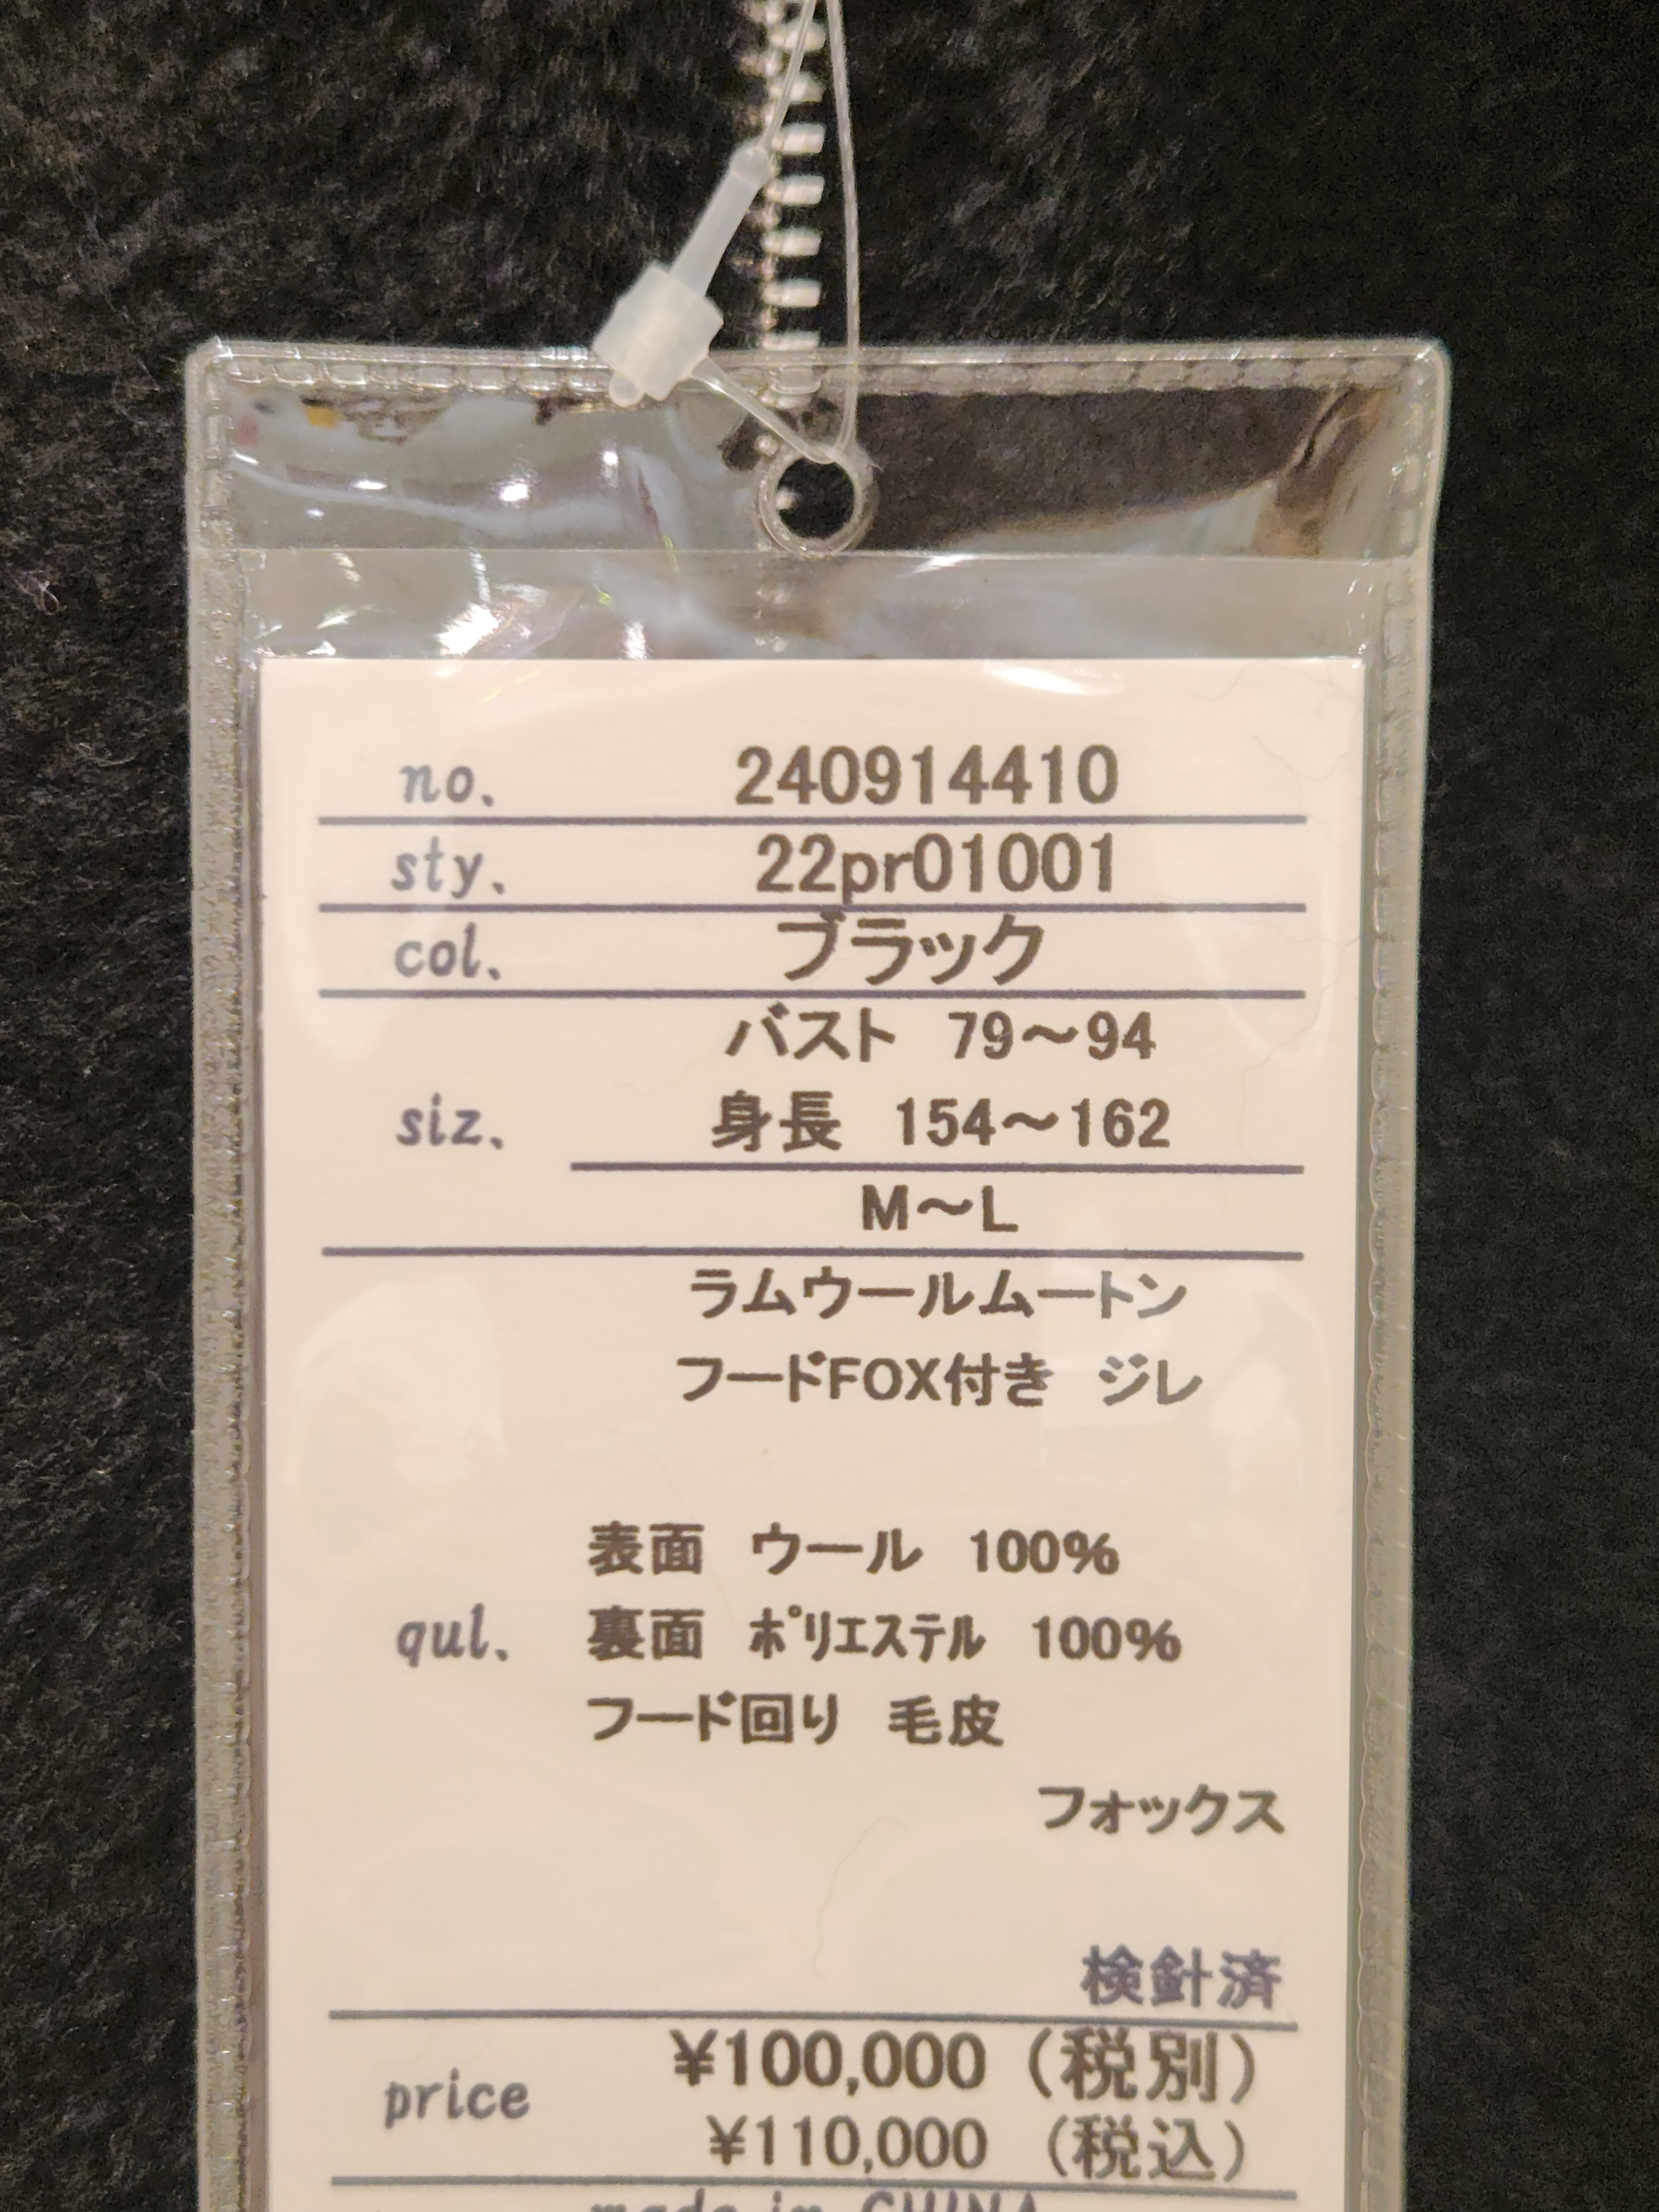 no. 240914410
sty. 22pr01001
col. ブラック
バスト 79～94
siz. 身長 154～162
M～L
ラムウールムートン
フードFOX付き ジレ
表面 ウール 100%
qul. 裏面 ﾎﾟﾘｴｽﾃﾙ 100%
フード回り 毛皮
フォックス
検針済
¥100,000 (税別)
price
¥110,000 (税込)
made in CHINA